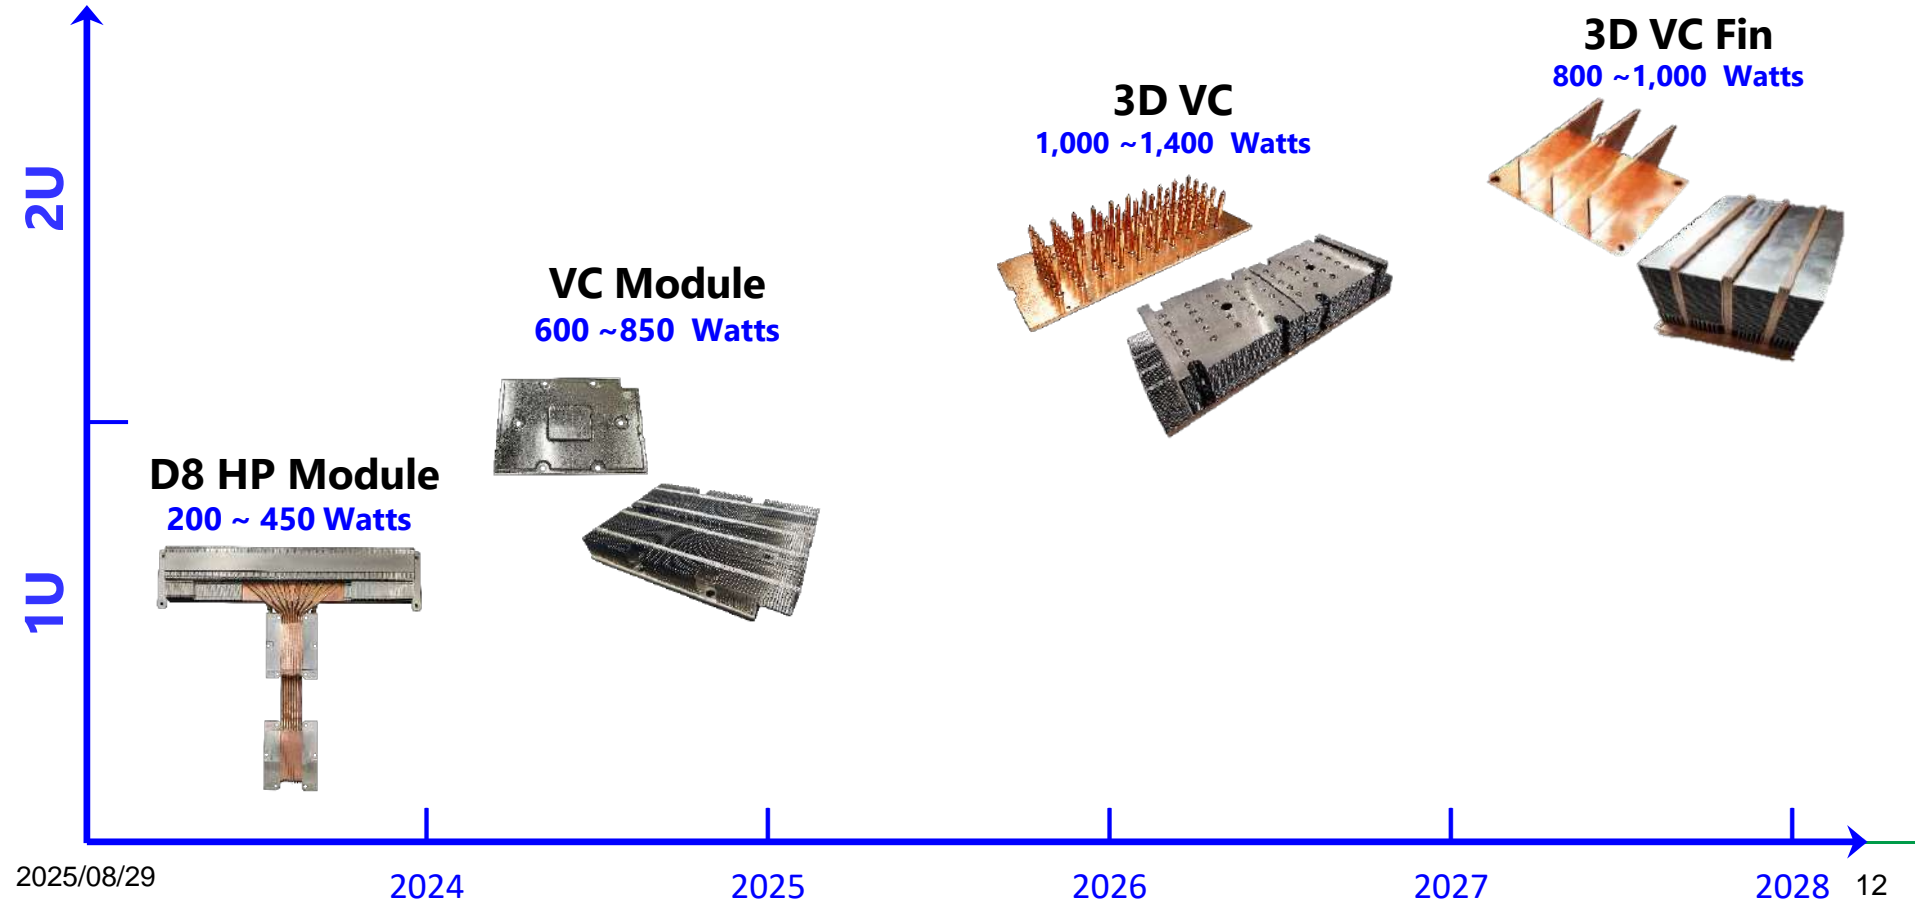 3D VC Fin
800 ~1,000 Watts
3D VC
1,000 ~1,400 Watts
2U
VC Module
600 ~850 Watts
D8 HP Module
200 ~ 450 Watts
1U
2025/08/29
2024
2025
2026
2027
2028
12